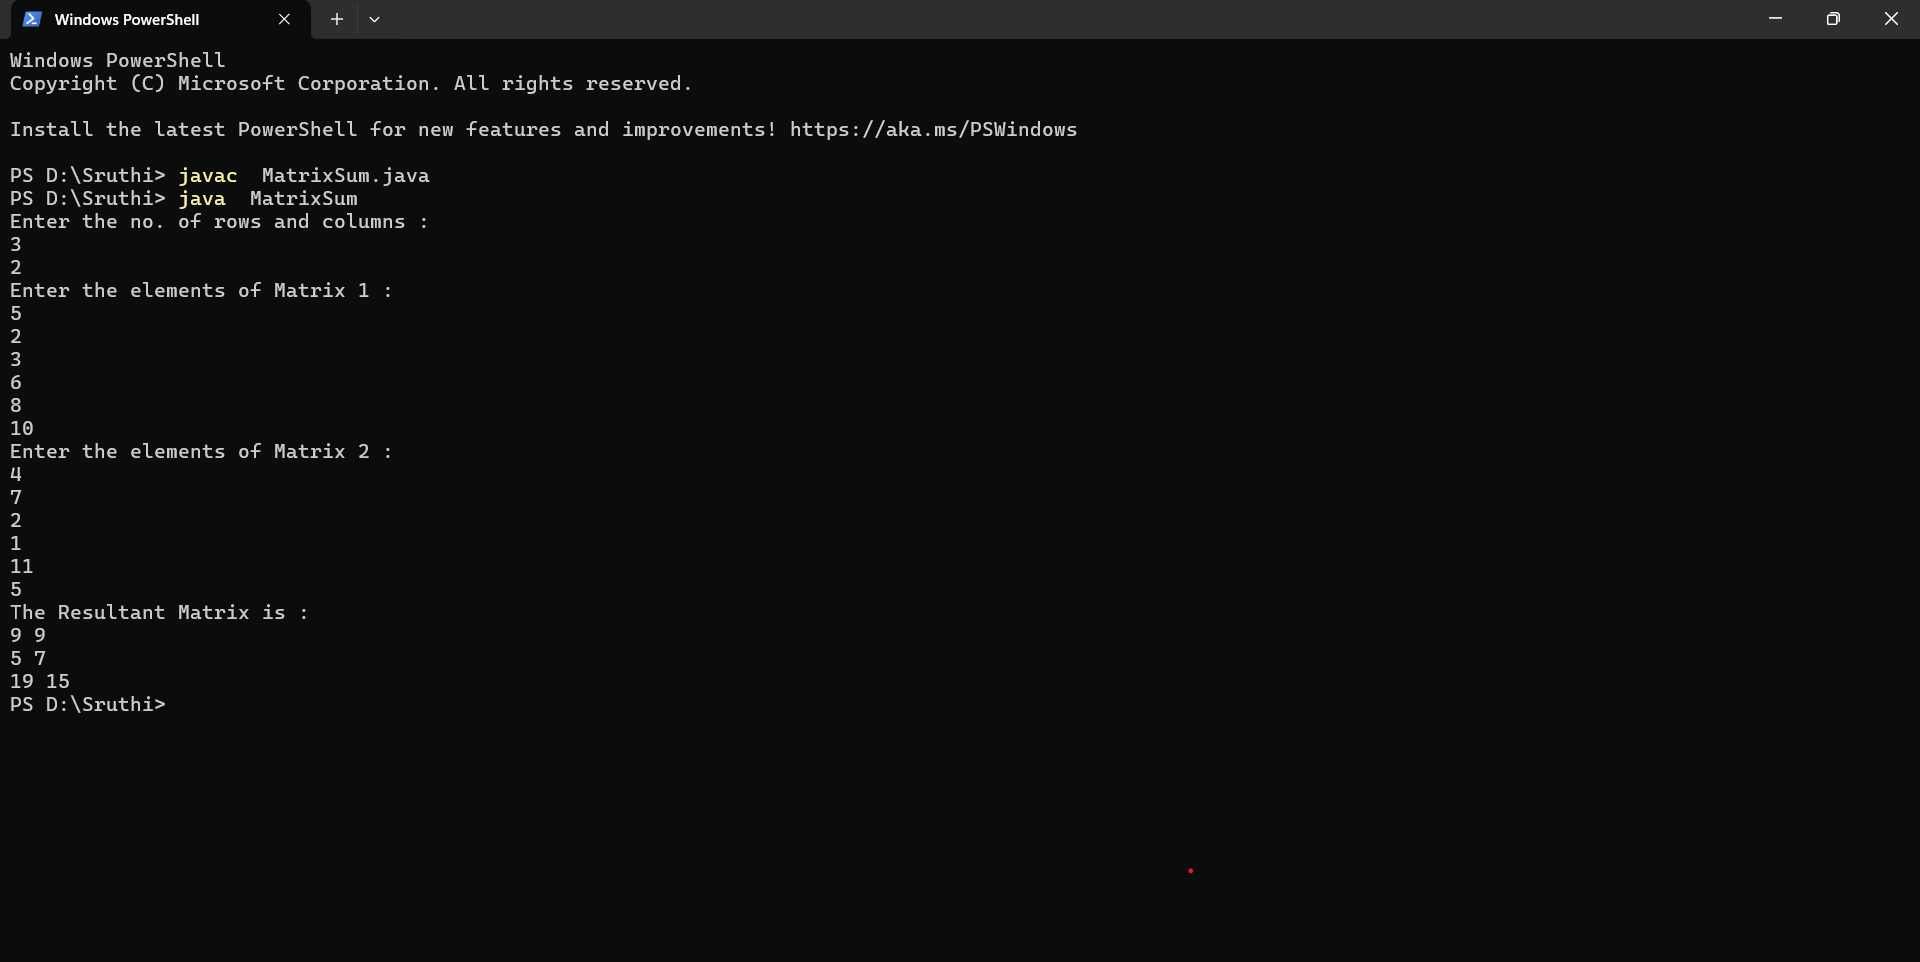 Windows PowerShell
Windows PowerShell
Copyright (C) Microsoft Corporation. All rights reserved.
Install the latest PowerShell for new features and improvements! https://aka.ms/PSWindows
PS D:\Sruthi> javac  MatrixSum.java
PS D:\Sruthi> java  MatrixSum
Enter the no. of rows and columns :
3
2
Enter the elements of Matrix 1 :
5
2
3
6
8
10
Enter the elements of Matrix 2 :
4
7
2
1
11
5
The Resultant Matrix is :
9 9
5 7
19 15
PS D:\Sruthi>